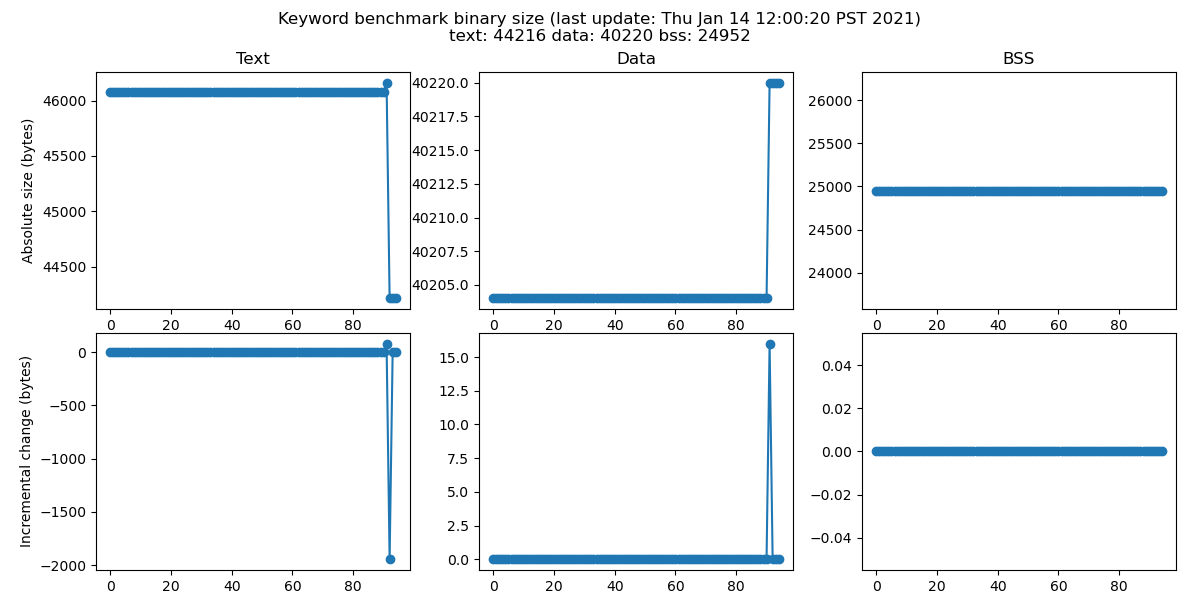 Keyword benchmark binary size (last update: Thu Jan 14 12:00:20 PST 2021)
text: 44216 data: 40220 bss: 24952
Text
Data
BSS
Absolute size (bytes)
46000
45500
45000
44500
0 20 40 60 80
40220.0
40217.5
40215.0
40212.5
40210.0
40207.5
40205.0
0 20 40 60 80
26000
25500
25000
24500
24000
0 20 40 60 80
Incremental change (bytes)
0
−500
−1000
−1500
−2000
0 20 40 60 80
15.0
12.5
10.0
7.5
5.0
2.5
0.0
0 20 40 60 80
0.04
0.02
0.00
−0.02
−0.04
0 20 40 60 80